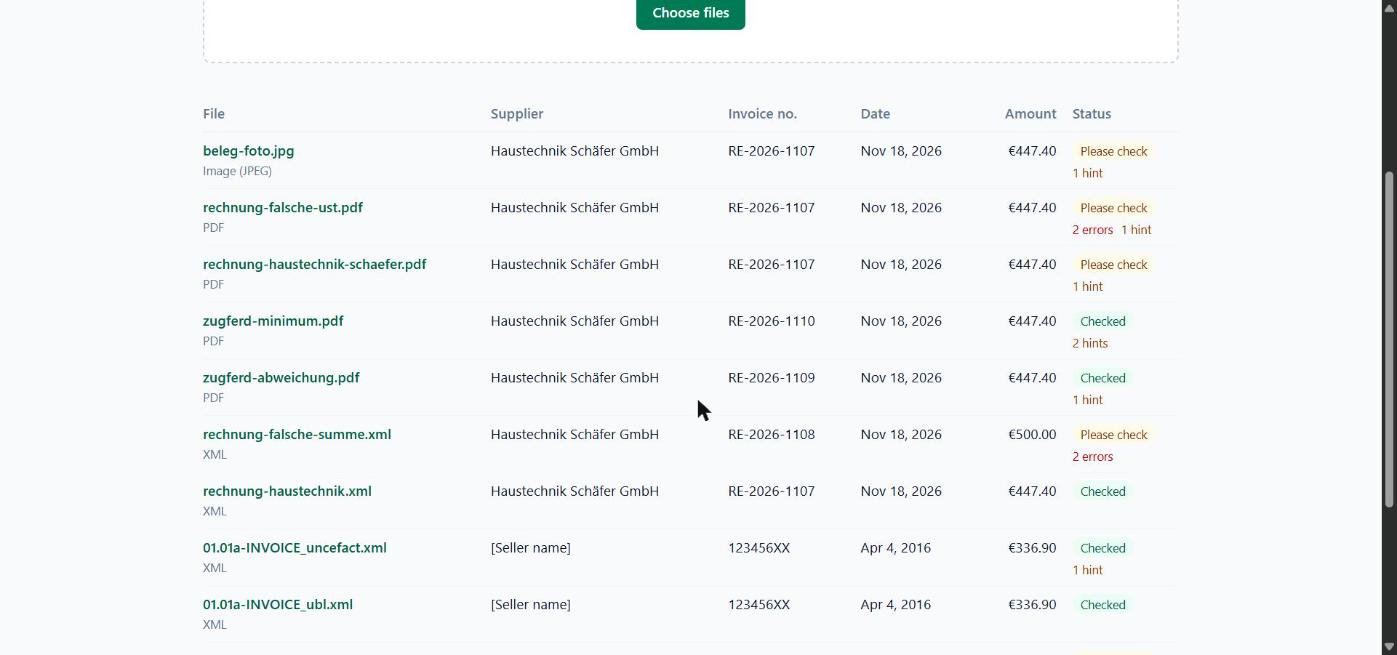 Choose files
File Supplier Invoice no. Date Amount Status
beleg-foto.jpg Haustechnik Schäfer GmbH RE-2026-1107 Nov 18, 2026 €447.40 Please check
Image (JPEG) 1 hint
rechnung-falsche-ust.pdf Haustechnik Schäfer GmbH RE-2026-1107 Nov 18, 2026 €447.40 Please check
PDF 2 errors 1 hint
rechnung-haustechnik-schaefer.pdf Haustechnik Schäfer GmbH RE-2026-1107 Nov 18, 2026 €447.40 Please check
PDF 1 hint
zugferd-minimum.pdf Haustechnik Schäfer GmbH RE-2026-1110 Nov 18, 2026 €447.40 Checked
PDF 2 hints
zugferd-abweichung.pdf Haustechnik Schäfer GmbH RE-2026-1109 Nov 18, 2026 €447.40 Checked
PDF 1 hint
rechnung-falsche-summe.xml Haustechnik Schäfer GmbH RE-2026-1108 Nov 18, 2026 €500.00 Please check
XML 2 errors
rechnung-haustechnik.xml Haustechnik Schäfer GmbH RE-2026-1107 Nov 18, 2026 €447.40 Checked
XML
01.01a-INVOICE_uncefact.xml [Seller name] 123456XX Apr 4, 2016 €336.90 Checked
XML 1 hint
01.01a-INVOICE_ubl.xml [Seller name] 123456XX Apr 4, 2016 €336.90 Checked
XML